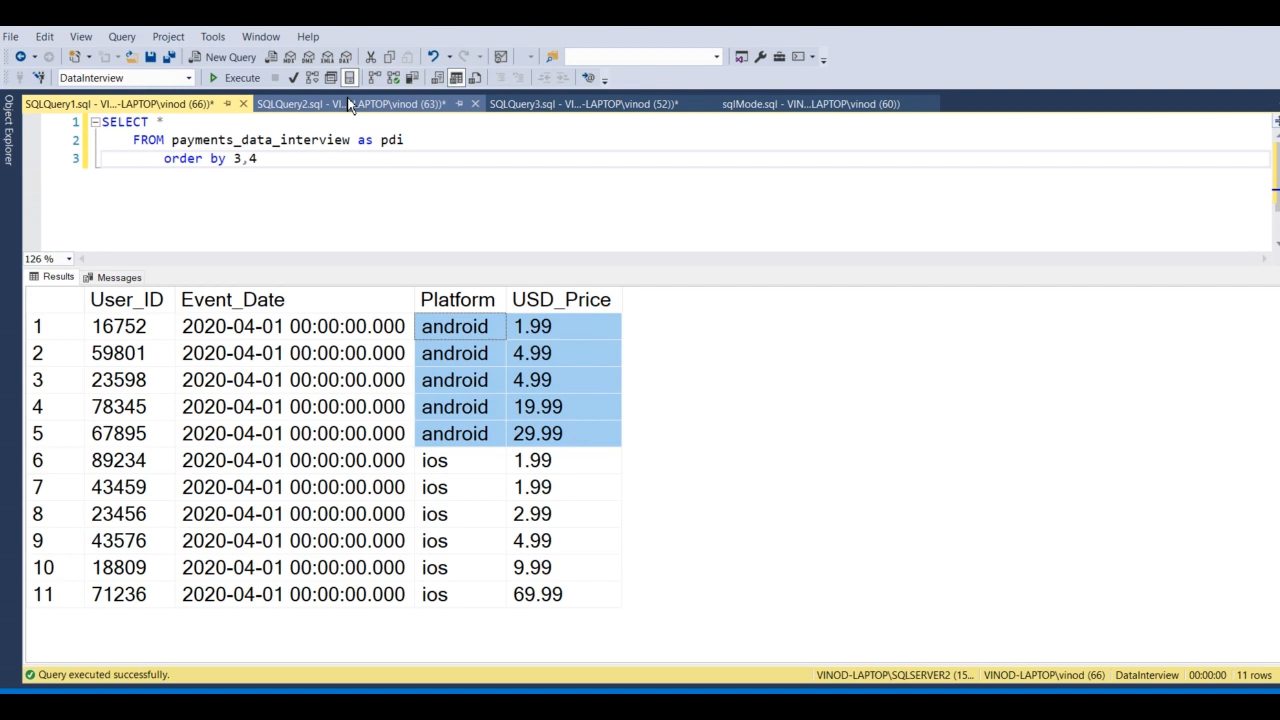 File Edit View Query Project Tools Window Help
New Query
DataInterview Execute
SQLQuery1.sql - VI...-LAPTOP\vinod (66))* SQLQuery2.sql - VI...-LAPTOP\vinod (63))* SQLQuery3.sql - VI...-LAPTOP\vinod (52))* sqlMode.sql - VIN...LAPTOP\vinod (60))
Object Explorer
1 SELECT *
2 FROM payments_data_interview as pdi
3 order by 3,4
126 %
Results Messages
User_ID Event_Date Platform USD_Price
1 16752 2020-04-01 00:00:00.000 android 1.99
2 59801 2020-04-01 00:00:00.000 android 4.99
3 23598 2020-04-01 00:00:00.000 android 4.99
4 78345 2020-04-01 00:00:00.000 android 19.99
5 67895 2020-04-01 00:00:00.000 android 29.99
6 89234 2020-04-01 00:00:00.000 ios 1.99
7 43459 2020-04-01 00:00:00.000 ios 1.99
8 23456 2020-04-01 00:00:00.000 ios 2.99
9 43576 2020-04-01 00:00:00.000 ios 4.99
10 18809 2020-04-01 00:00:00.000 ios 9.99
11 71236 2020-04-01 00:00:00.000 ios 69.99
Query executed successfully. VINOD-LAPTOP\SQLSERVER2 (15... VINOD-LAPTOP\vinod (66) DataInterview 00:00:00 11 rows